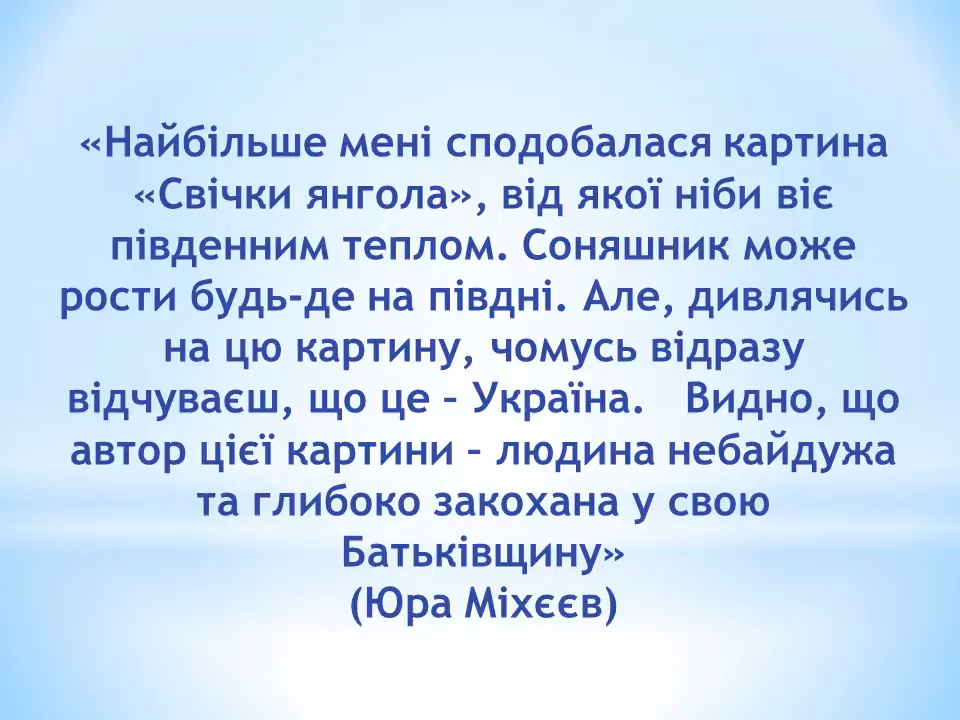 «Найбільше мені сподобалася картина
«Свічки янгола», від якої ніби віє
південним теплом. Соняшник може
рости будь-де на півдні. Але, дивлячись
на цю картину, чомусь відразу
відчуваєш, що це – Україна.   Видно, що
автор цієї картини – людина небайдужа
та глибоко закохана у свою
Батьківщину»
(Юра Міхєєв)